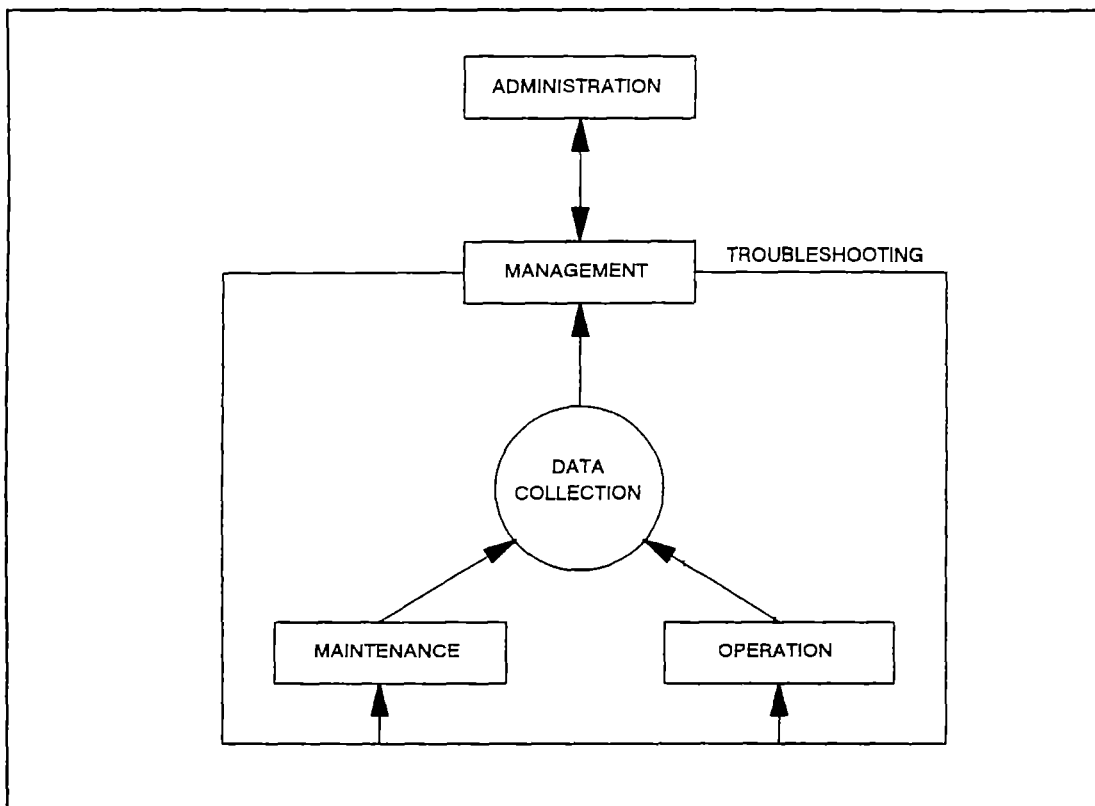 ADMINISTRATION
MANAGEMENT
TROUBLESHOOTING
DATA
COLLECTION
MAINTENANCE
OPERATION